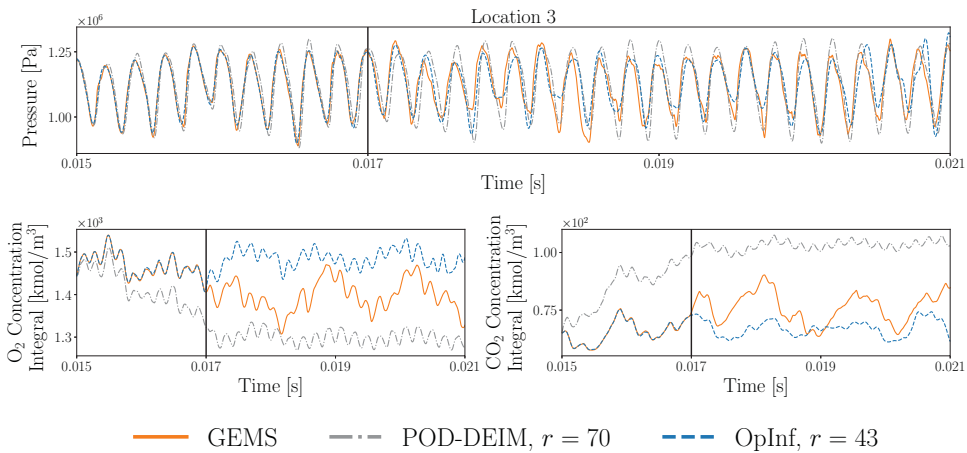 Location 3
×10⁶
Pressure [Pa]
1.25
1.00
0.015
0.017
0.019
0.021
Time [s]
×10³
O₂ Concentration
Integral [kmol/m³]
1.5
1.4
1.3
0.015
0.017
0.019
0.021
Time [s]
×10²
CO₂ Concentration
Integral [kmol/m³]
1.00
0.75
0.015
0.017
0.019
0.021
Time [s]
GEMS
POD-DEIM, r = 70
OpInf, r = 43